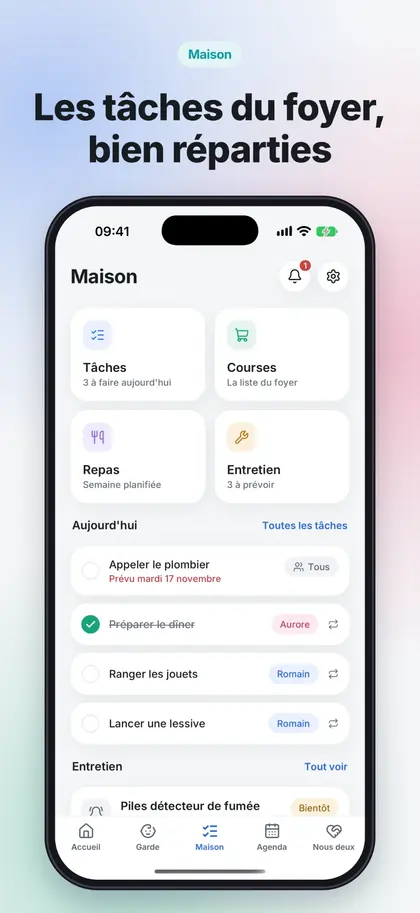 Maison
Les tâches du foyer,
bien réparties
09:41
Maison
1
Tâches
3 à faire aujourd'hui
Courses
La liste du foyer
Repas
Semaine planifiée
Entretien
3 à prévoir
Aujourd'hui
Toutes les tâches
Appeler le plombier
Prévu mardi 17 novembre
Tous
Préparer le dîner
Aurore
Ranger les jouets
Romain
Lancer une lessive
Romain
Entretien
Tout voir
Piles détecteur de fumée
Bientôt
Accueil
Garde
Maison
Agenda
Nous deux